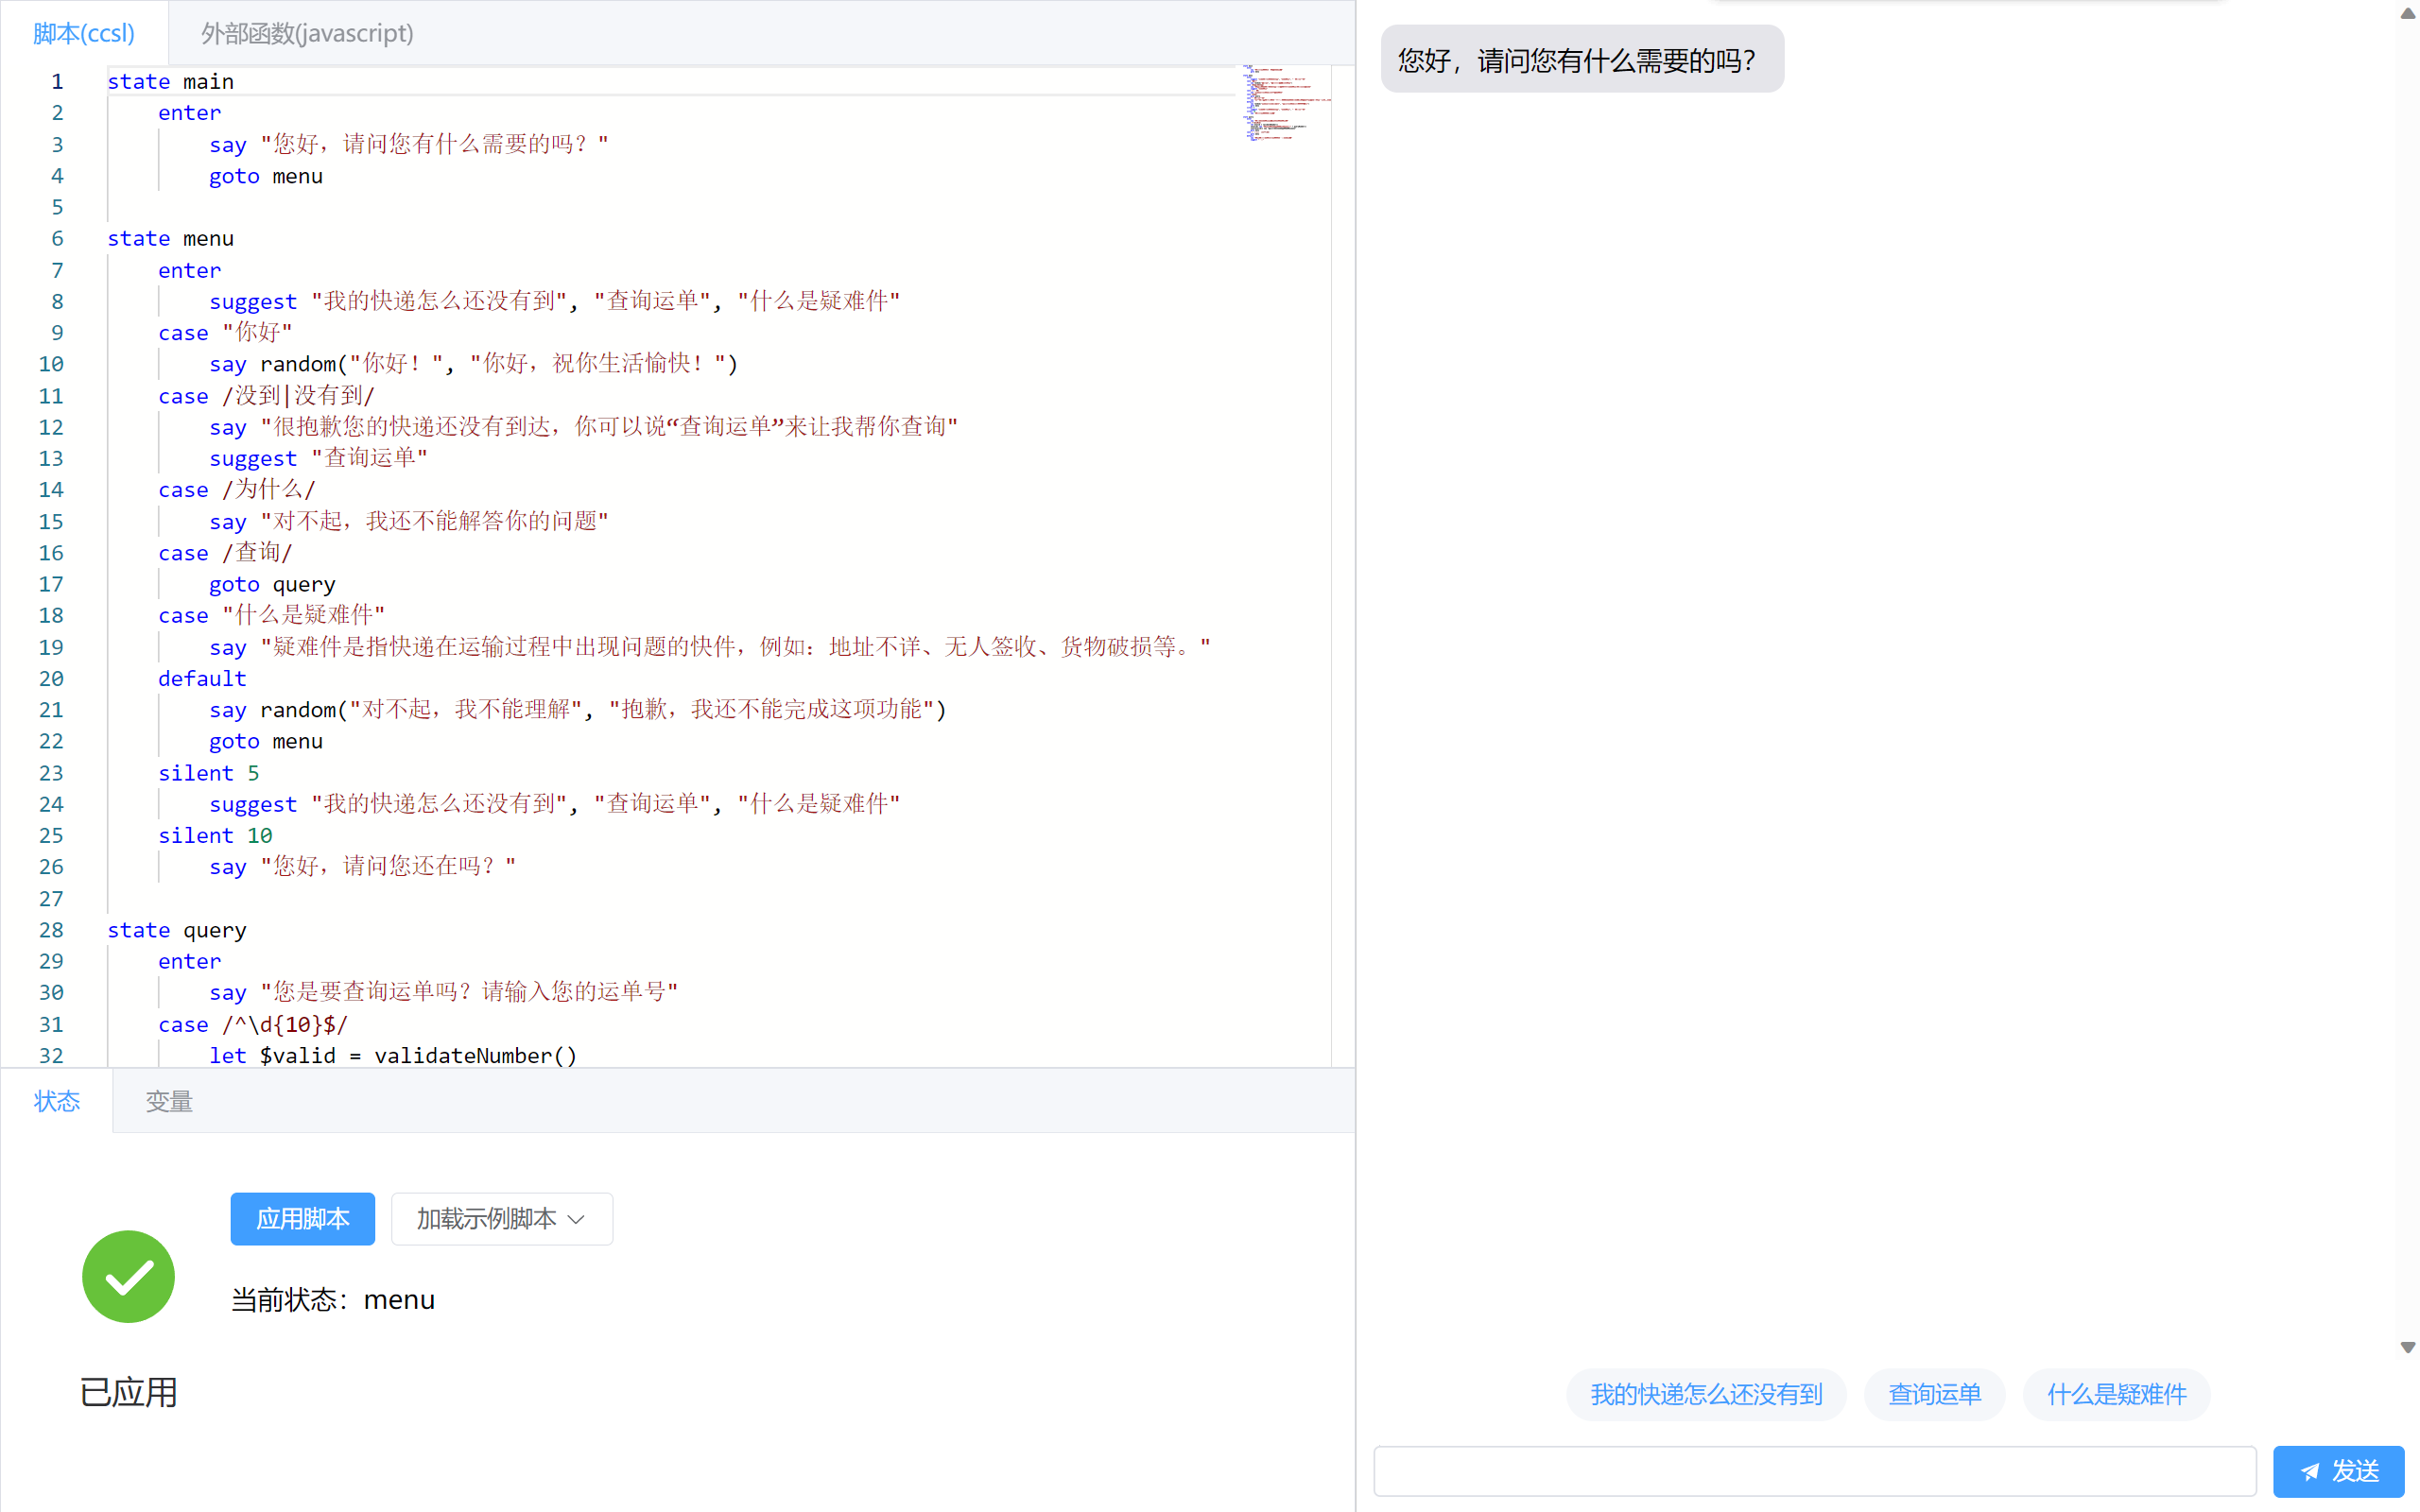 脚本(ccsl) 外部函数(javascript)
1 state main
2 enter
3 say "您好，请问您有什么需要的吗？"
4 goto menu
5
6 state menu
7 enter
8 suggest "我的快递怎么还没有到", "查询运单", "什么是疑难件"
9 case "你好"
10 say random("你好！", "你好，祝你生活愉快！")
11 case /没到|没有到/
12 say "很抱歉您的快递还没有到达，你可以说“查询运单”来让我帮你查询"
13 suggest "查询运单"
14 case /为什么/
15 say "对不起，我还不能解答你的问题"
16 case /查询/
17 goto query
18 case "什么是疑难件"
19 say "疑难件是指快递在运输过程中出现问题的快件，例如：地址不详、无人签收、货物破损等。"
20 default
21 say random("对不起，我不能理解", "抱歉，我还不能完成这项功能")
22 goto menu
23 silent 5
24 suggest "我的快递怎么还没有到", "查询运单", "什么是疑难件"
25 silent 10
26 say "您好，请问您还在吗？"
27
28 state query
29 enter
30 say "您是要查询运单吗？请输入您的运单号"
31 case /^\d{10}$/
32 let $valid = validateNumber()
状态 变量
应用脚本 加载示例脚本
当前状态：menu
已应用
您好，请问您有什么需要的吗？
我的快递怎么还没有到 查询运单 什么是疑难件
发送